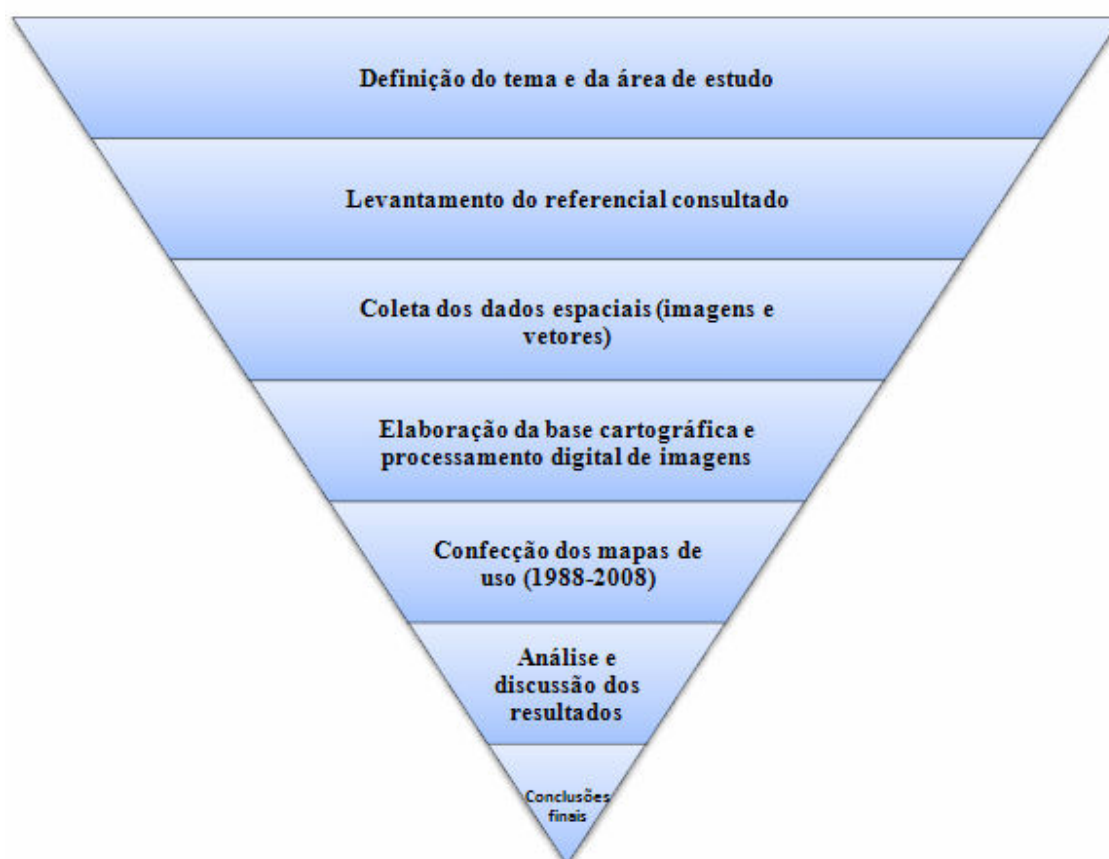 Definição do tema e da área de estudo
Levantamento do referencial consultado
Coleta dos dados espaciais (imagens e
vetores)
Elaboração da base cartográfica e
processamento digital de imagens
Confecção dos mapas de
uso (1988-2008)
Análise e
discussão dos
resultados
Conclusões
finais